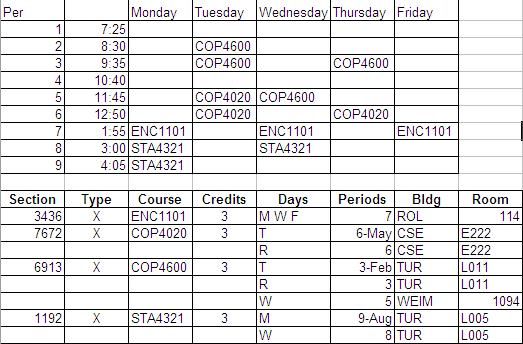 Per Monday Tuesday Wednesday Thursday Friday
1 7:25
2 8:30 COP4600
3 9:35 COP4600 COP4600
4 10:40
5 11:45 COP4020 COP4600
6 12:50 COP4020 COP4020
7 1:55 ENC1101 ENC1101 ENC1101
8 3:00 STA4321 STA4321
9 4:05 STA4321
Section Type Course Credits Days Periods Bldg Room
3436 X ENC1101 3 M W F 7 ROL 114
7672 X COP4020 3 T 6-May CSE E222
R 6 CSE E222
6913 X COP4600 3 T 3-Feb TUR L011
R 3 TUR L011
W 5 WEIM 1094
1192 X STA4321 3 M 9-Aug TUR L005
W 8 TUR L005